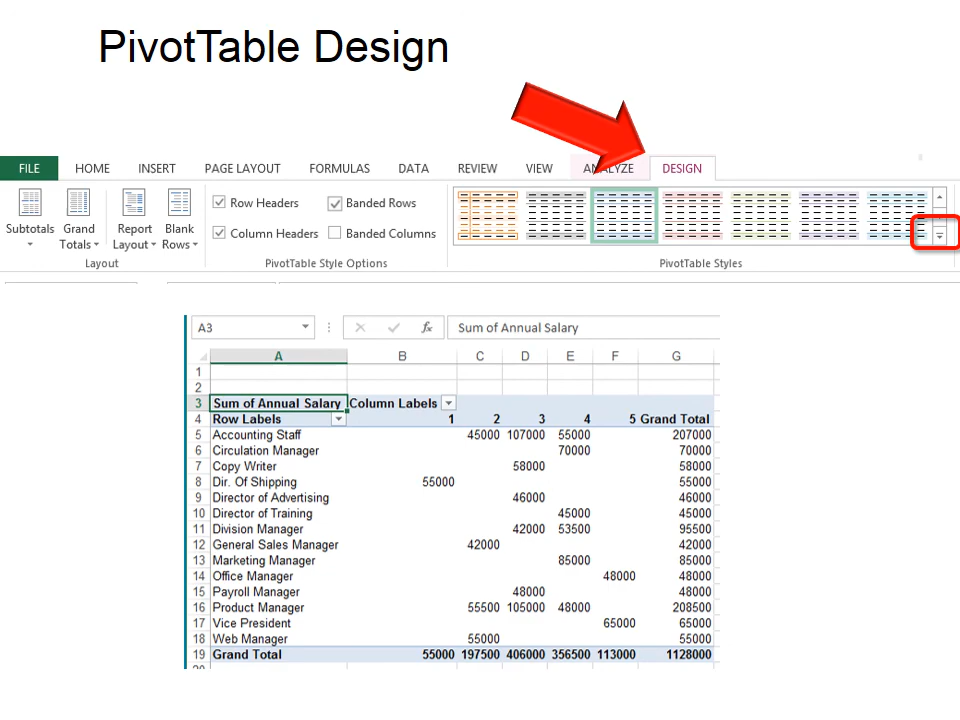 PivotTable Design
FILE HOME INSERT PAGE LAYOUT FORMULAS DATA REVIEW VIEW ANALYZE DESIGN
Subtotals Grand Totals Report Layout Blank Rows
Row Headers Banded Rows
Column Headers Banded Columns
Layout PivotTable Style Options PivotTable Styles
A3 fx Sum of Annual Salary
A B C D E F G
1
2
3 Sum of Annual Salary Column Labels
4 Row Labels 1 2 3 4 5 Grand Total
5 Accounting Staff 45000 107000 55000 207000
6 Circulation Manager 70000 70000
7 Copy Writer 58000 58000
8 Dir. Of Shipping 55000 55000
9 Director of Advertising 46000 46000
10 Director of Training 45000 45000
11 Division Manager 42000 53500 95500
12 General Sales Manager 42000 42000
13 Marketing Manager 85000 85000
14 Office Manager 48000 48000
15 Payroll Manager 48000 48000
16 Product Manager 55500 105000 48000 208500
17 Vice President 65000 65000
18 Web Manager 55000 55000
19 Grand Total 55000 197500 406000 356500 113000 1128000